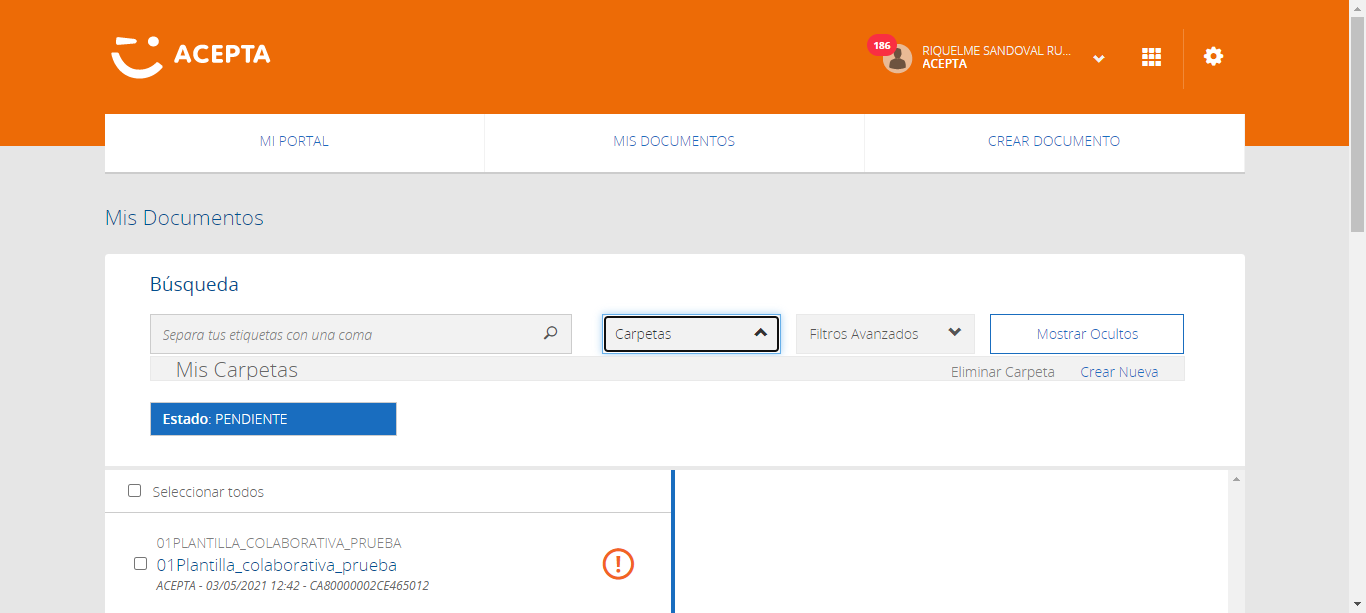 ACEPTA
186
RIQUELME SANDOVAL RU...
ACEPTA
MI PORTAL
MIS DOCUMENTOS
CREAR DOCUMENTO
Mis Documentos
Búsqueda
Separa tus etiquetas con una coma
Carpetas
Filtros Avanzados
Mostrar Ocultos
Mis Carpetas
Eliminar Carpeta
Crear Nueva
Estado: PENDIENTE
Seleccionar todos
01PLANTILLA_COLABORATIVA_PRUEBA
01Plantilla_colaborativa_prueba
ACEPTA - 03/05/2021 12:42 - CA80000002CE465012